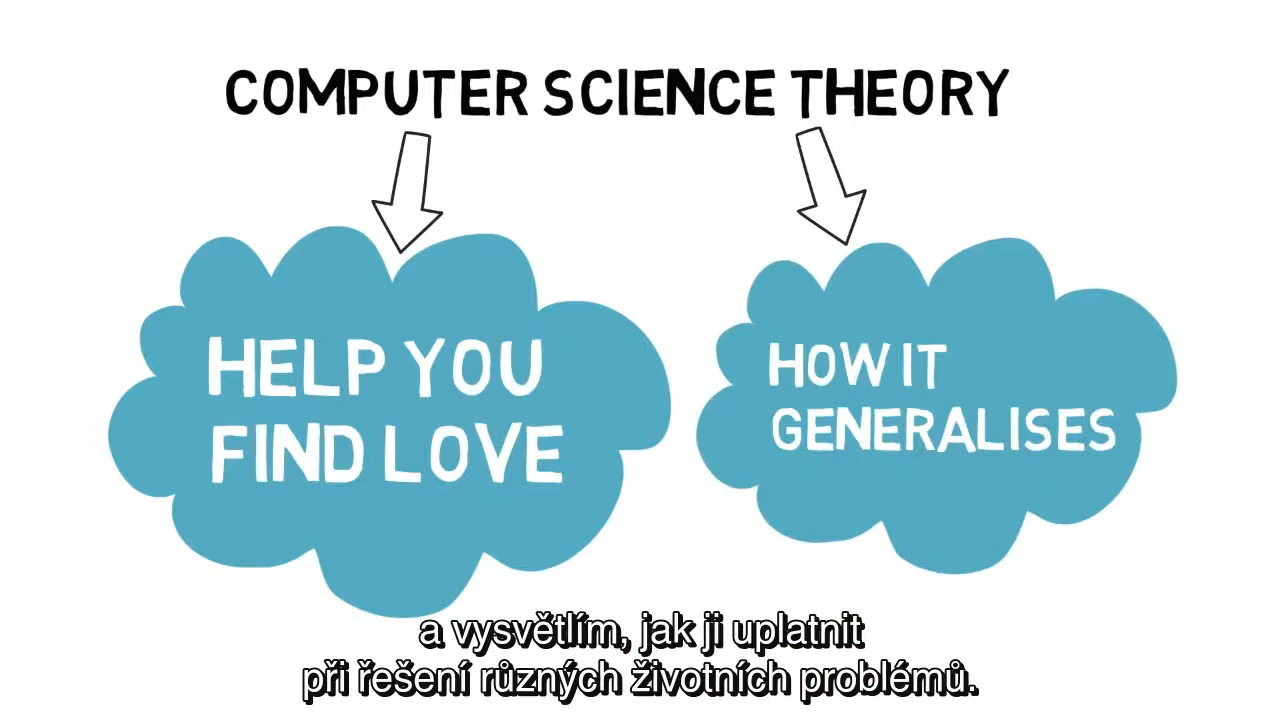 COMPUTER SCIENCE THEORY
HELP YOU
FIND LOVE
HOW IT
GENERALISES
a vysvětlím, jak ji uplatnit
při řešení různých životních problémů.